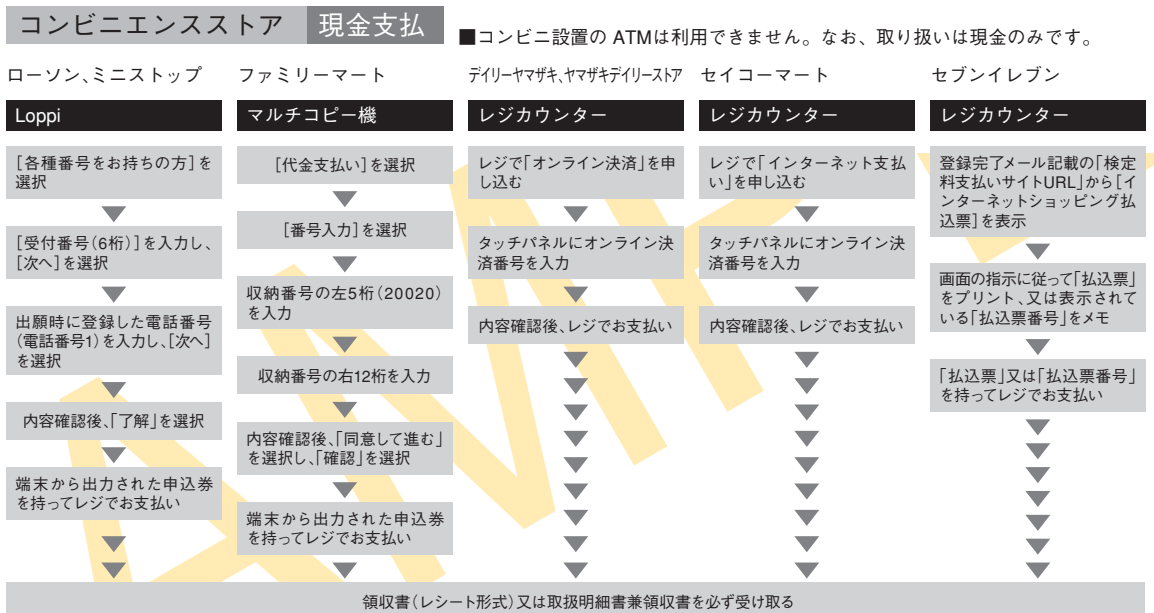 コンビニエンスストア 現金支払
■コンビニ設置の ATMは利用できません。なお、取り扱いは現金のみです。
ローソン、ミニストップ
Loppi
[各種番号をお持ちの方]を
選択
[受付番号(6桁)]を入力し、
[次へ]を選択
出願時に登録した電話番号
(電話番号1)を入力し、[次へ]
を選択
内容確認後、「了解」を選択
端末から出力された申込券
を持ってレジでお支払い
ファミリーマート
マルチコピー機
[代金支払い]を選択
[番号入力]を選択
収納番号の左5桁(20020)
を入力
収納番号の右12桁を入力
内容確認後、「同意して進む」
を選択し、「確認」を選択
端末から出力された申込券
を持ってレジでお支払い
デイリーヤマザキ、ヤマザキデイリーストア
レジカウンター
レジで「オンライン決済」を申
し込む
タッチパネルにオンライン決
済番号を入力
内容確認後、レジでお支払い
セイコーマート
レジカウンター
レジで「インターネット支払
い」を申し込む
タッチパネルにオンライン決
済番号を入力
内容確認後、レジでお支払い
セブンイレブン
レジカウンター
登録完了メール記載の「検定
料支払いサイトURL」から[イ
ンターネットショッピング払
込票]を表示
画面の指示に従って「払込票」
をプリント、又は表示されて
いる「払込票番号」をメモ
「払込票」又は「払込票番号」
を持ってレジでお支払い
領収書(レシート形式)又は取扱明細書兼領収書を必ず受け取る